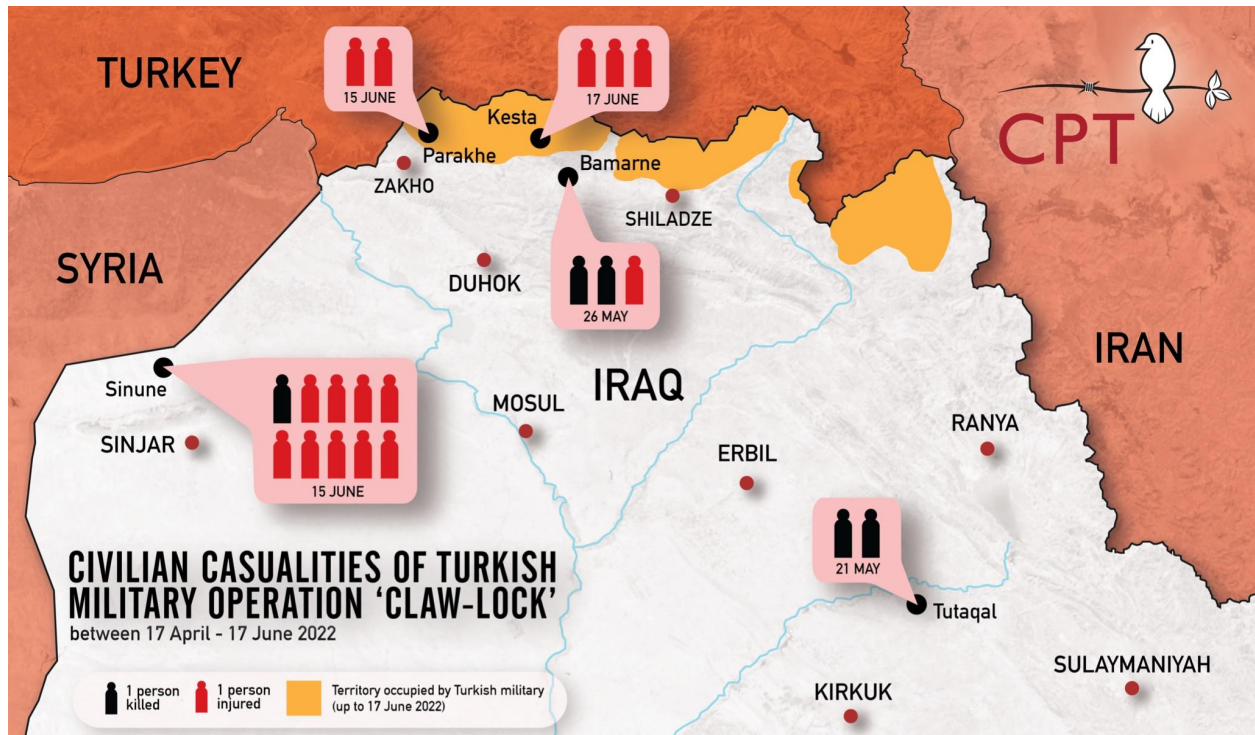 TURKEY
15 JUNE
17 JUNE
CPT
Kesta
Parakhe
Bamarne
ZAKHO
SHILADZE
SYRIA
DUHOK
26 MAY
IRAN
Sinune
IRAQ
MOSUL
SINJAR
RANYA
ERBIL
15 JUNE
21 MAY
Tutaqal
SULAYMANIYAH
KIRKUK
CIVILIAN CASUALITIES OF TURKISH
MILITARY OPERATION ‘CLAW-LOCK’
between 17 April - 17 June 2022
1 person
killed
1 person
injured
Territory occupied by Turkish military
(up to 17 June 2022)